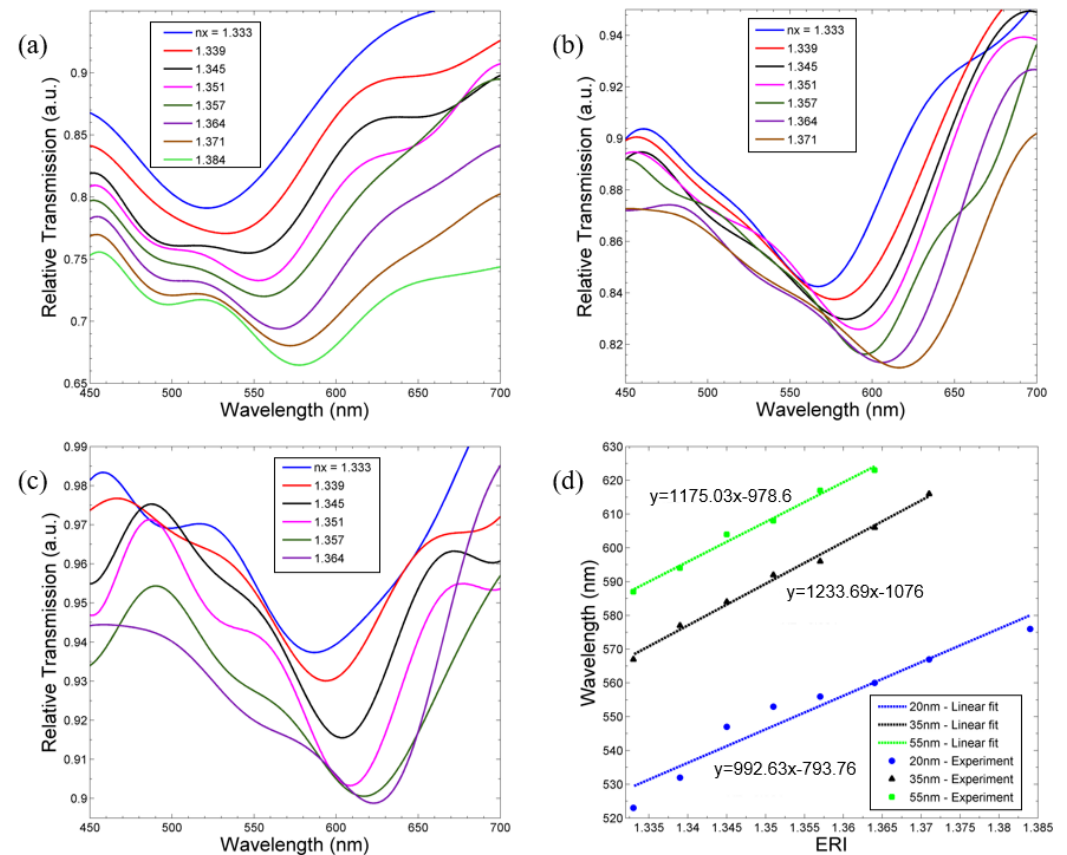 (a)
Relative Transmission (a.u.)
0.9
0.85
0.8
0.75
0.7
0.65
nx = 1.333
1.339
1.345
1.351
1.357
1.364
1.371
1.384
450 500 550 600 650 700
Wavelength (nm)
(b)
Relative Transmission (a.u.)
0.94
0.92
0.9
0.88
0.86
0.84
0.82
nx = 1.333
1.339
1.345
1.351
1.357
1.364
1.371
450 500 550 600 650 700
Wavelength (nm)
(c)
Relative Transmission (a.u.)
0.99
0.98
0.97
0.96
0.95
0.94
0.93
0.92
0.91
0.9
nx = 1.333
1.339
1.345
1.351
1.357
1.364
450 500 550 600 650 700
Wavelength (nm)
(d)
Wavelength (nm)
630
620
610
600
590
580
570
560
550
540
530
520
y=1175.03x-978.6
y=1233.69x-1076
y=992.63x-793.76
20nm - Linear fit
35nm - Linear fit
55nm - Linear fit
20nm - Experiment
35nm - Experiment
55nm - Experiment
1.335 1.34 1.345 1.35 1.355 1.36 1.365 1.37 1.375 1.38 1.385
ERI